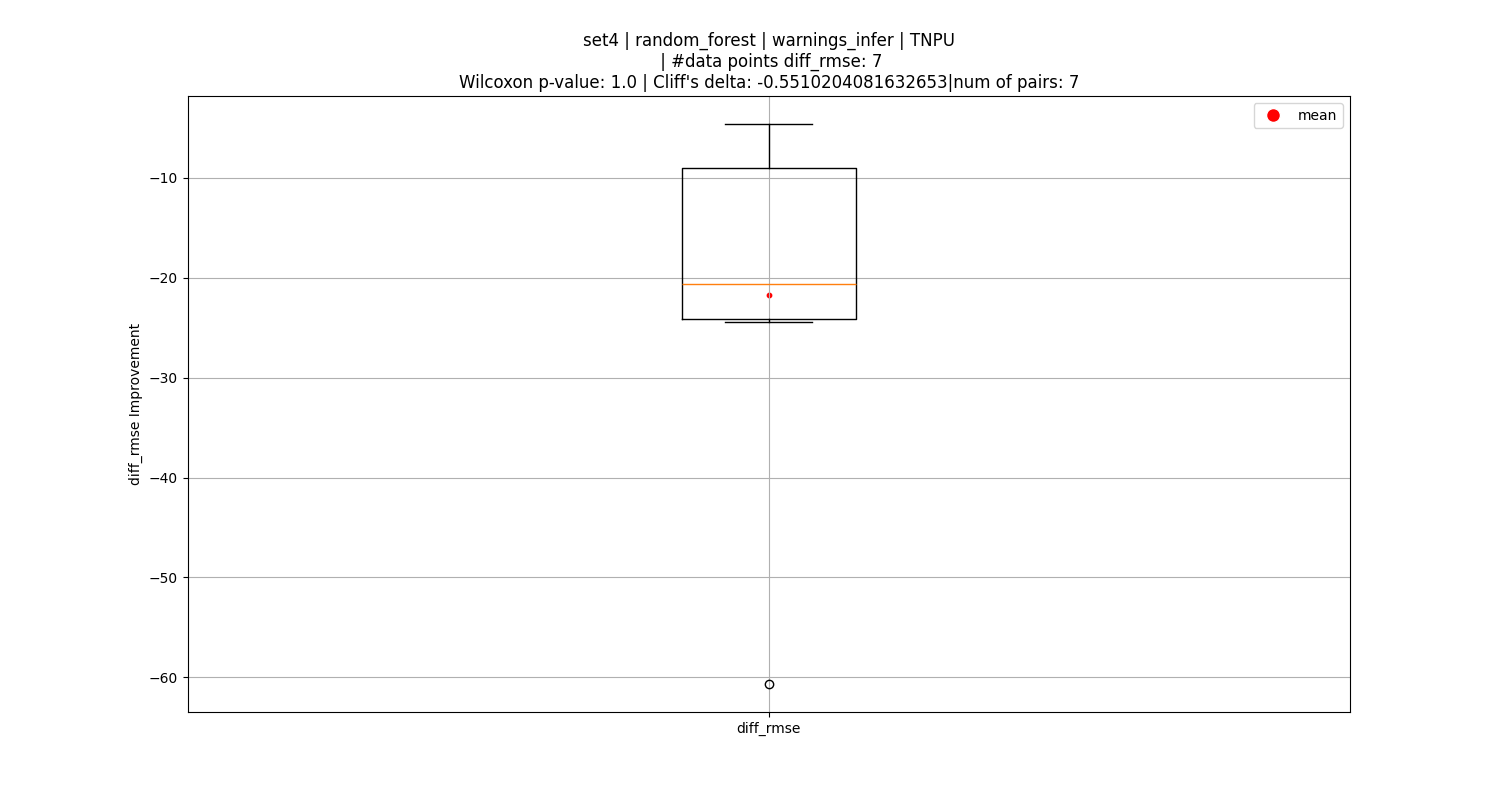 set4 | random_forest | warnings_infer | TNPU
| #data points diff_rmse: 7
Wilcoxon p-value: 1.0 | Cliff's delta: -0.5510204081632653|num of pairs: 7
mean
−10
−20
−30
−40
−50
−60
diff_rmse Improvement
diff_rmse